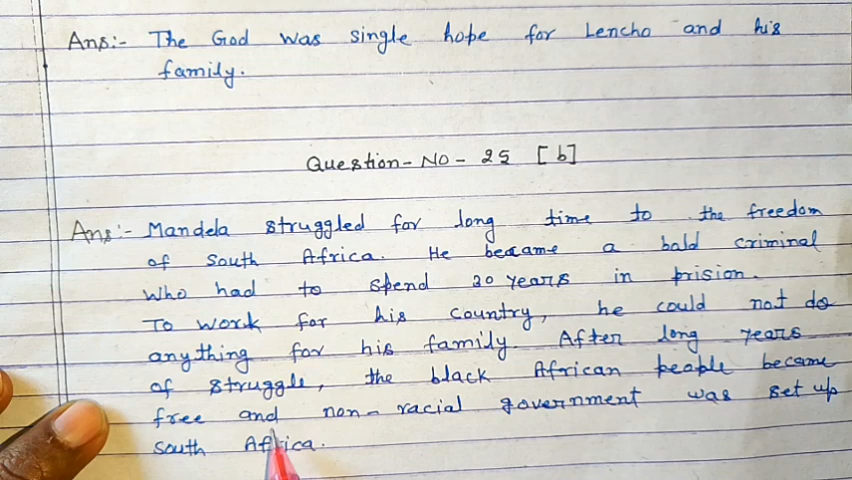 Ans:- The God was single hope for Lencho and his
family.
Question-NO-25 [b]
Ans:- Mandela struggled for long time to the freedom
of South Africa. He became a bald criminal
who had to spend 30 years in prision.
To work for his country, he could not do
anything for his family After long years
of struggle, the black African people became
free and non-racial government was set up
South Africa.